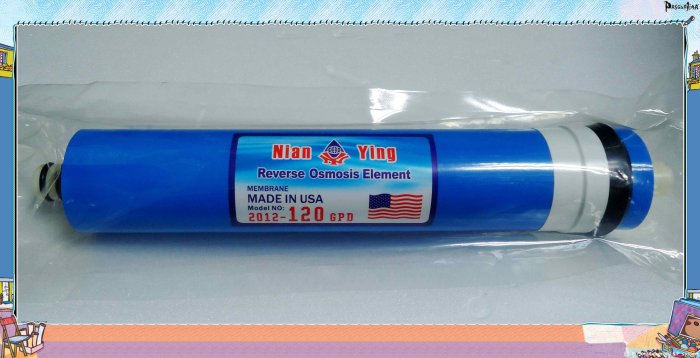 Nian Ying
Reverse Osmosis Element
MEMBRANE
MADE IN USA
Model NO:
2012-120 GPD